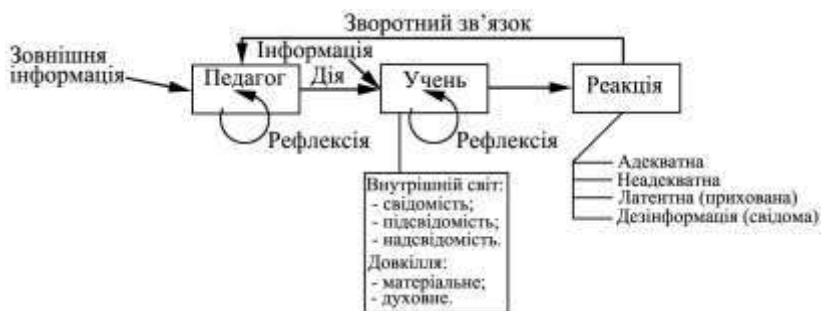 Зворотний зв’язок
Зовнішня
інформація
Інформація
Педагог
Дія
Учень
Реакція
Рефлексія
Рефлексія
Внутрішній світ:
- свідомість;
- підсвідомість;
- надсвідомість.
Довкілля:
- матеріальне;
- духовне.
Адекватна
Неадекватна
Латентна (прихована)
Дезінформація (свідома)